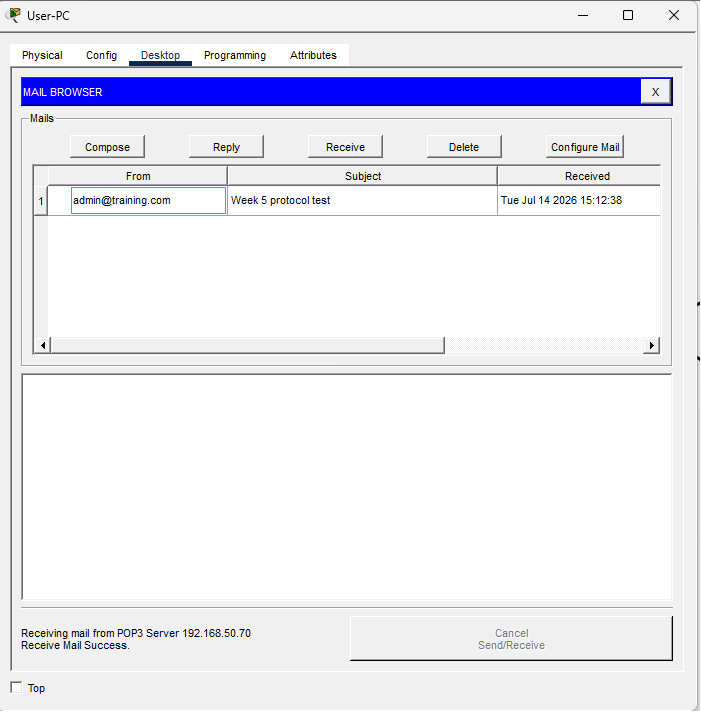 User-PC
Physical Config Desktop Programming Attributes
MAIL BROWSER X
Mails
Compose Reply Receive Delete Configure Mail
From Subject Received
1 admin@training.com Week 5 protocol test Tue Jul 14 2026 15:12:38
Receiving mail from POP3 Server 192.168.50.70
Receive Mail Success.
Cancel
Send/Receive
Top